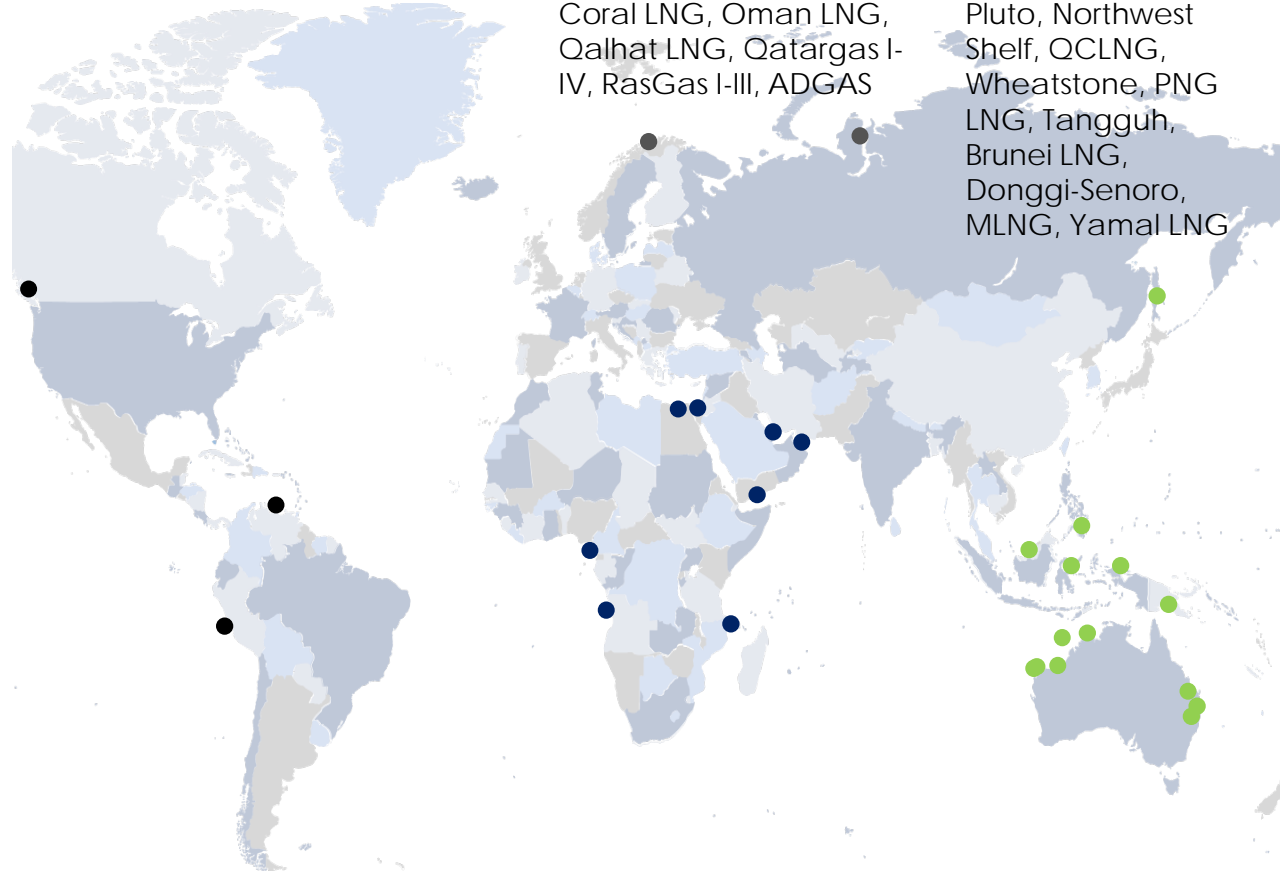 Coral LNG, Oman LNG,
Qalhat LNG, Qatargas I-
IV, RasGas I-III, ADGAS
Pluto, Northwest
Shelf, QCLNG,
Wheatstone, PNG
LNG, Tangguh,
Brunei LNG,
Donggi-Senoro,
MLNG, Yamal LNG